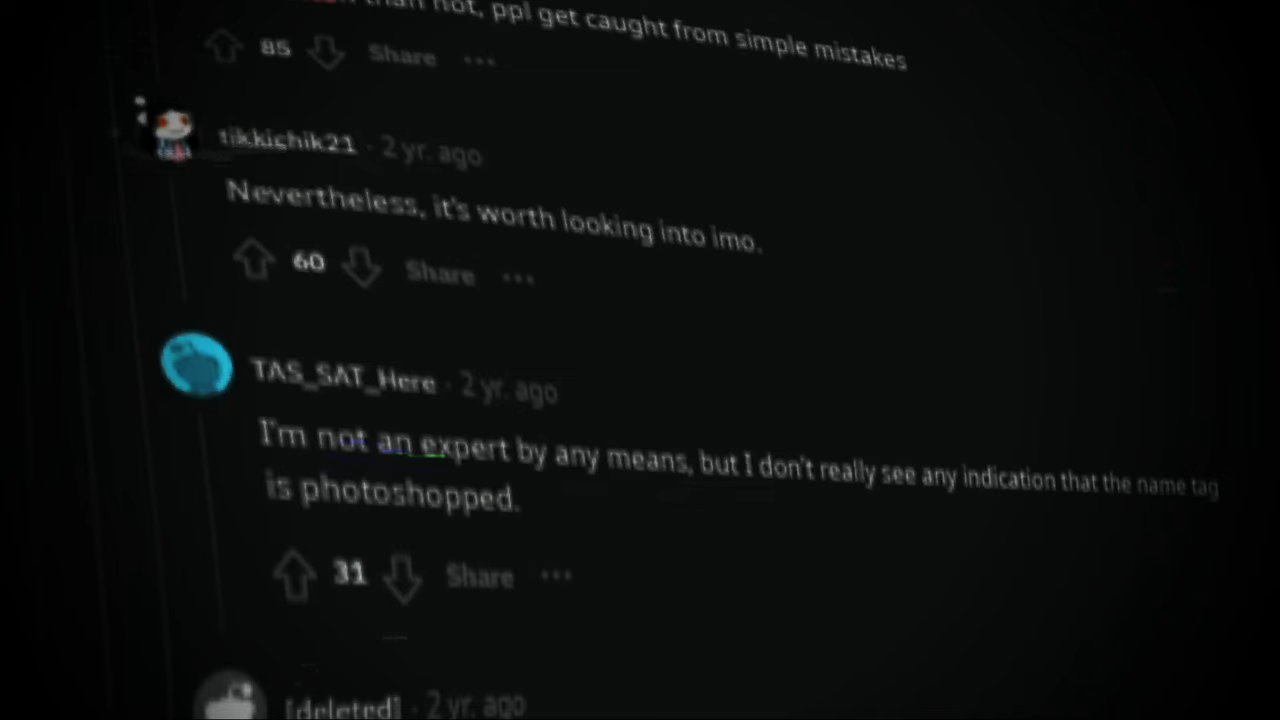 than not, ppl get caught from simple mistakes
85 Share ...
tikkichik21 · 2 yr. ago
Nevertheless, it's worth looking into imo.
60 Share ...
TAS_SAT_Here · 2 yr. ago
I'm not an expert by any means, but I don't really see any indication that the name tag
is photoshopped.
31 Share ...
[deleted] · 2 yr. ago